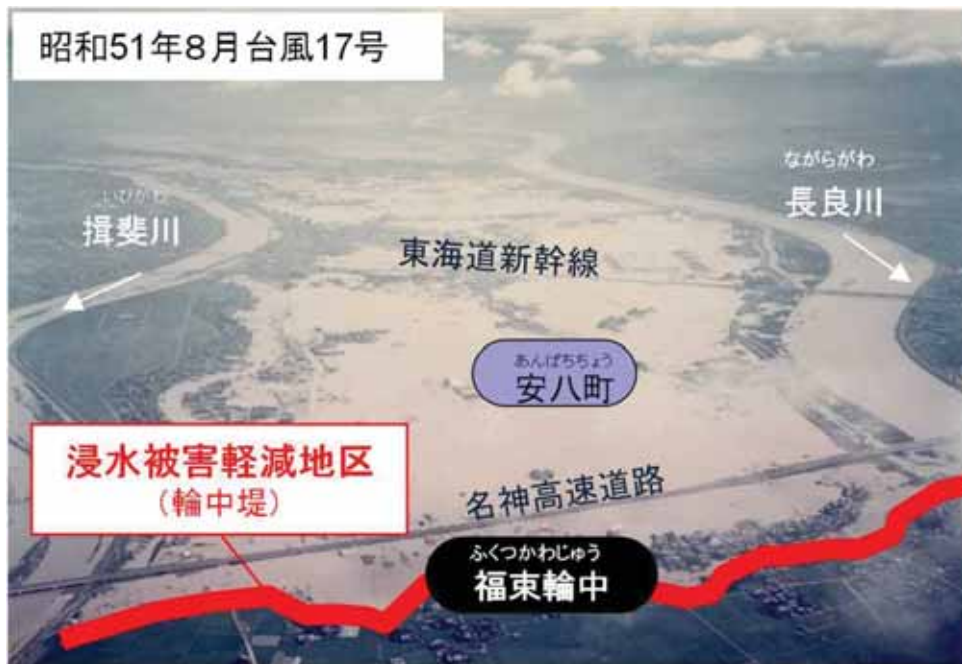 昭和51年8月台風17号
ながらがわ
長良川
いびがわ
揖斐川
東海道新幹線
あんぱちちょう
安八町
浸水被害軽減地区
（輪中堤）
名神高速道路
ふくつかわじゅう
福束輪中